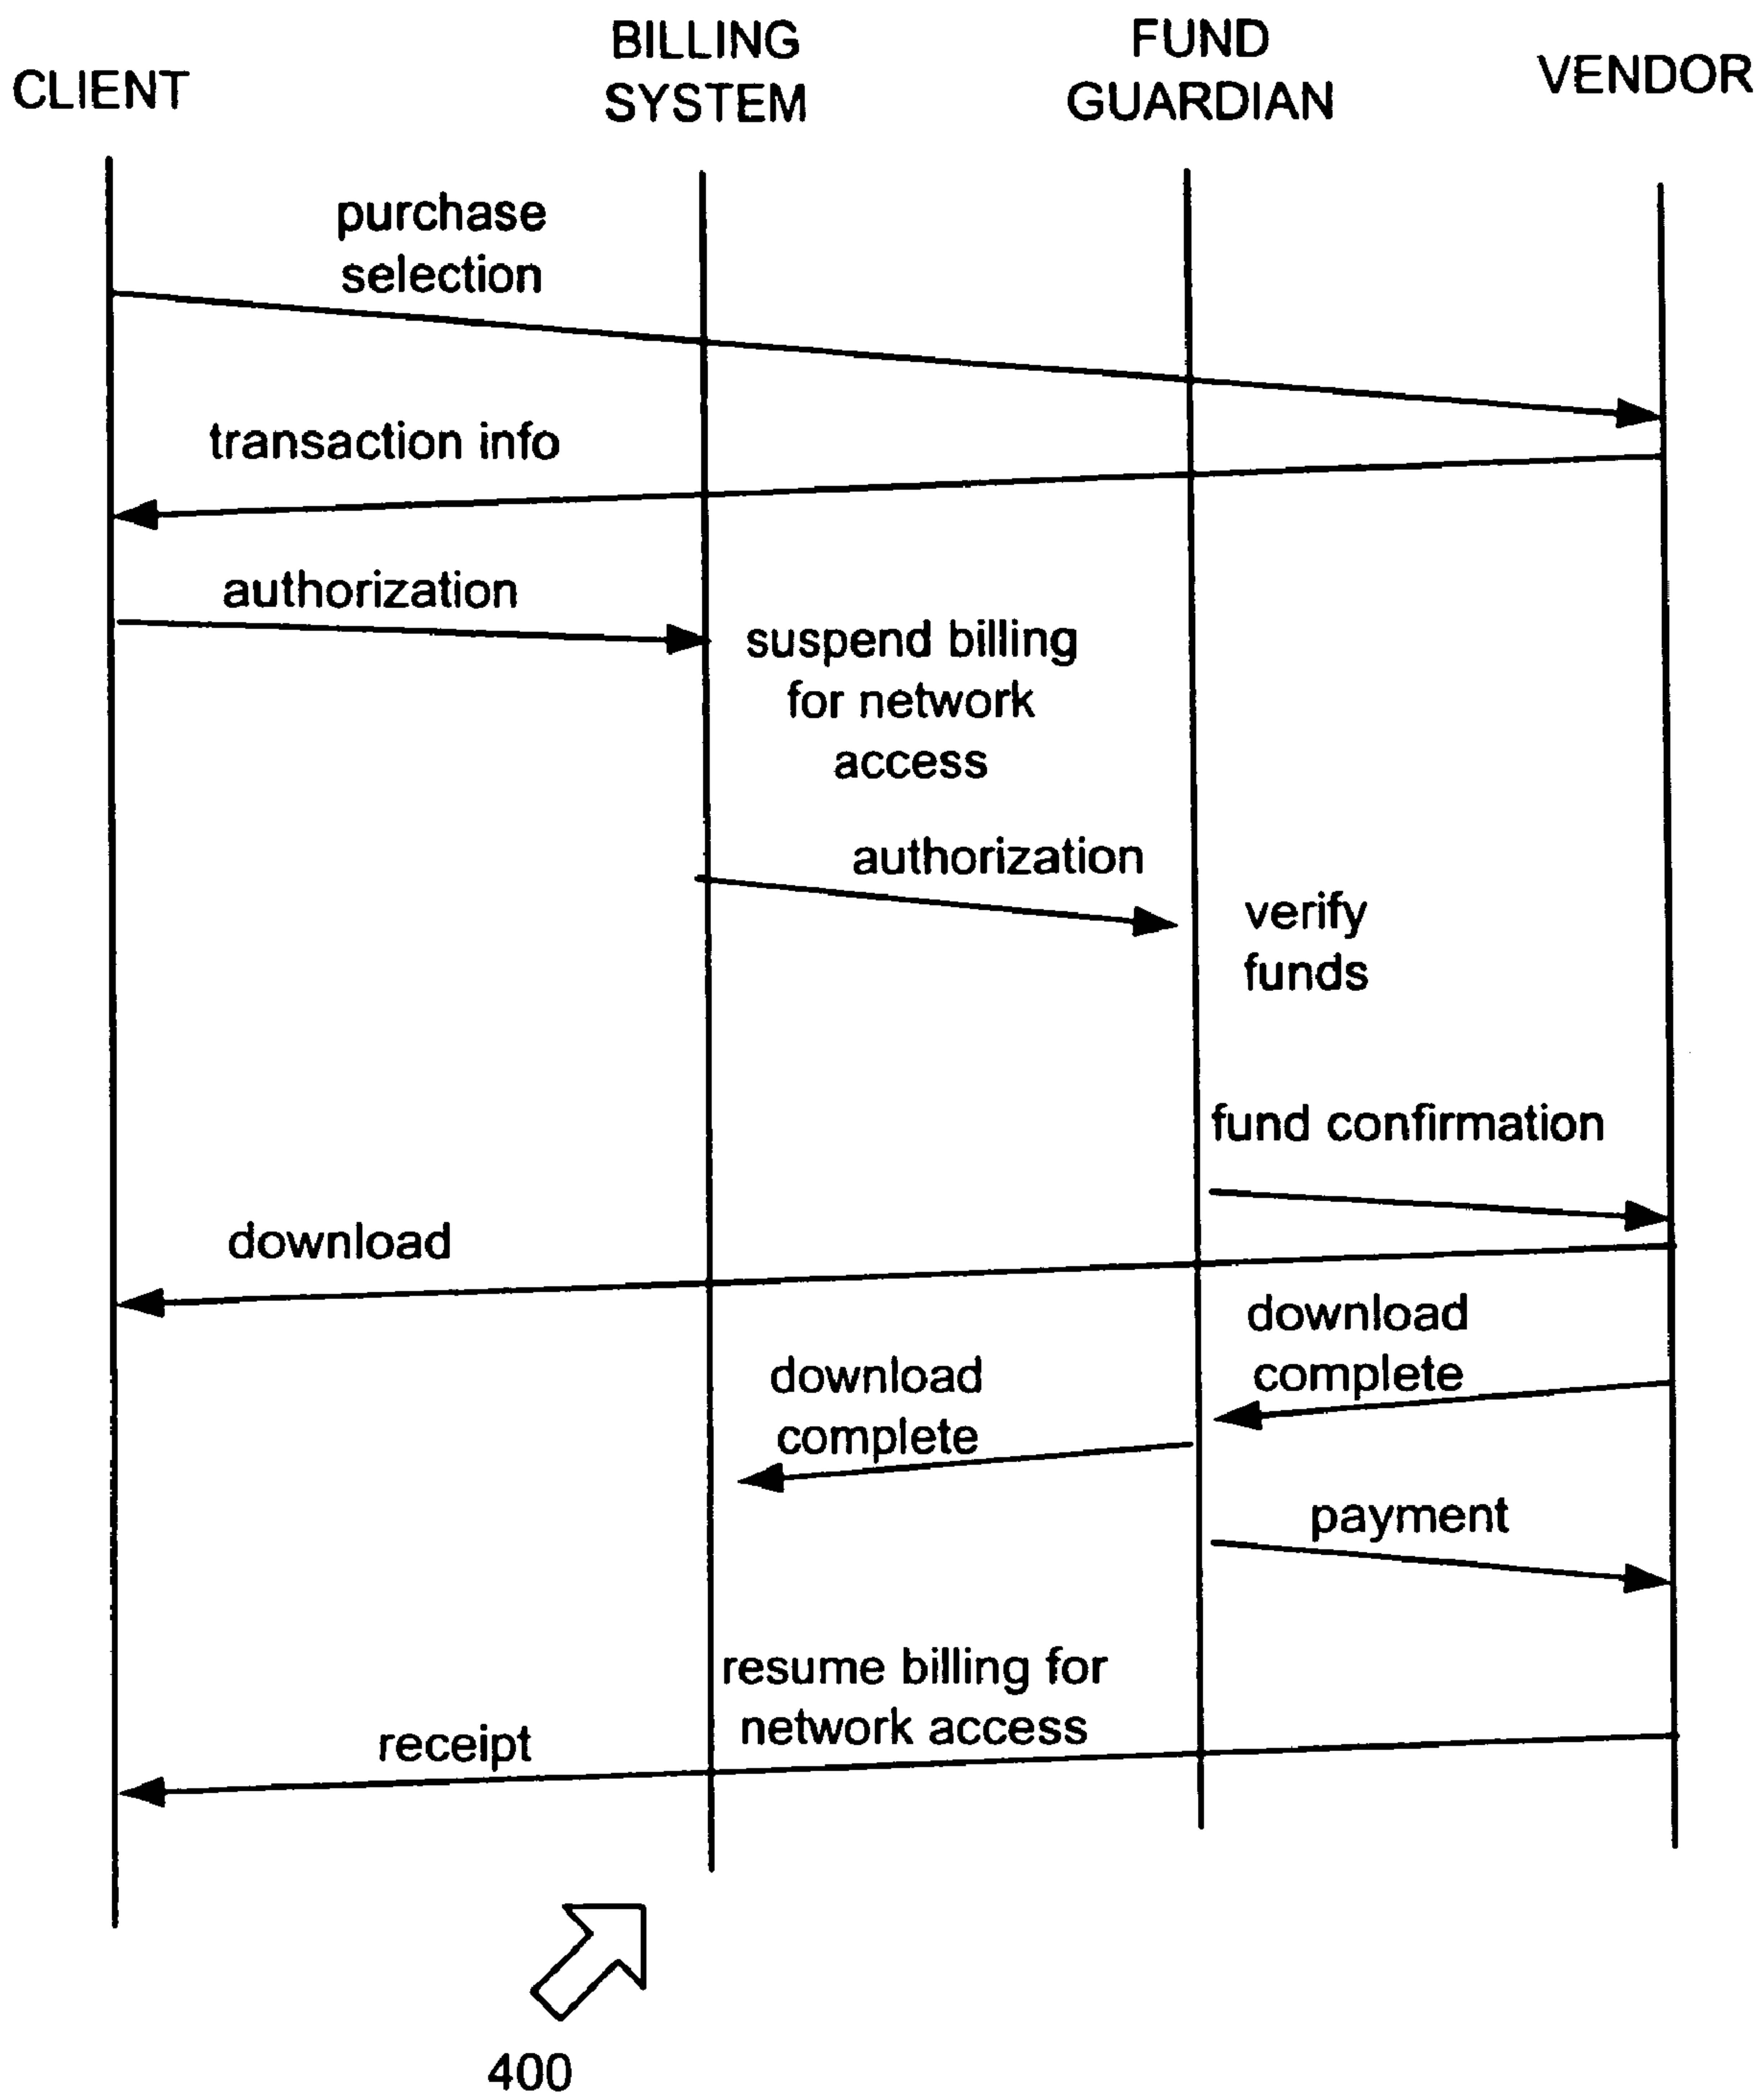 CLIENT
BILLING
SYSTEM
FUND
GUARDIAN
VENDOR
purchase
selection
transaction info
authorization
suspend billing
for network
access
authorization
verify
funds
fund confirmation
download
download
complete
download
complete
payment
resume billing for
network access
receipt
400